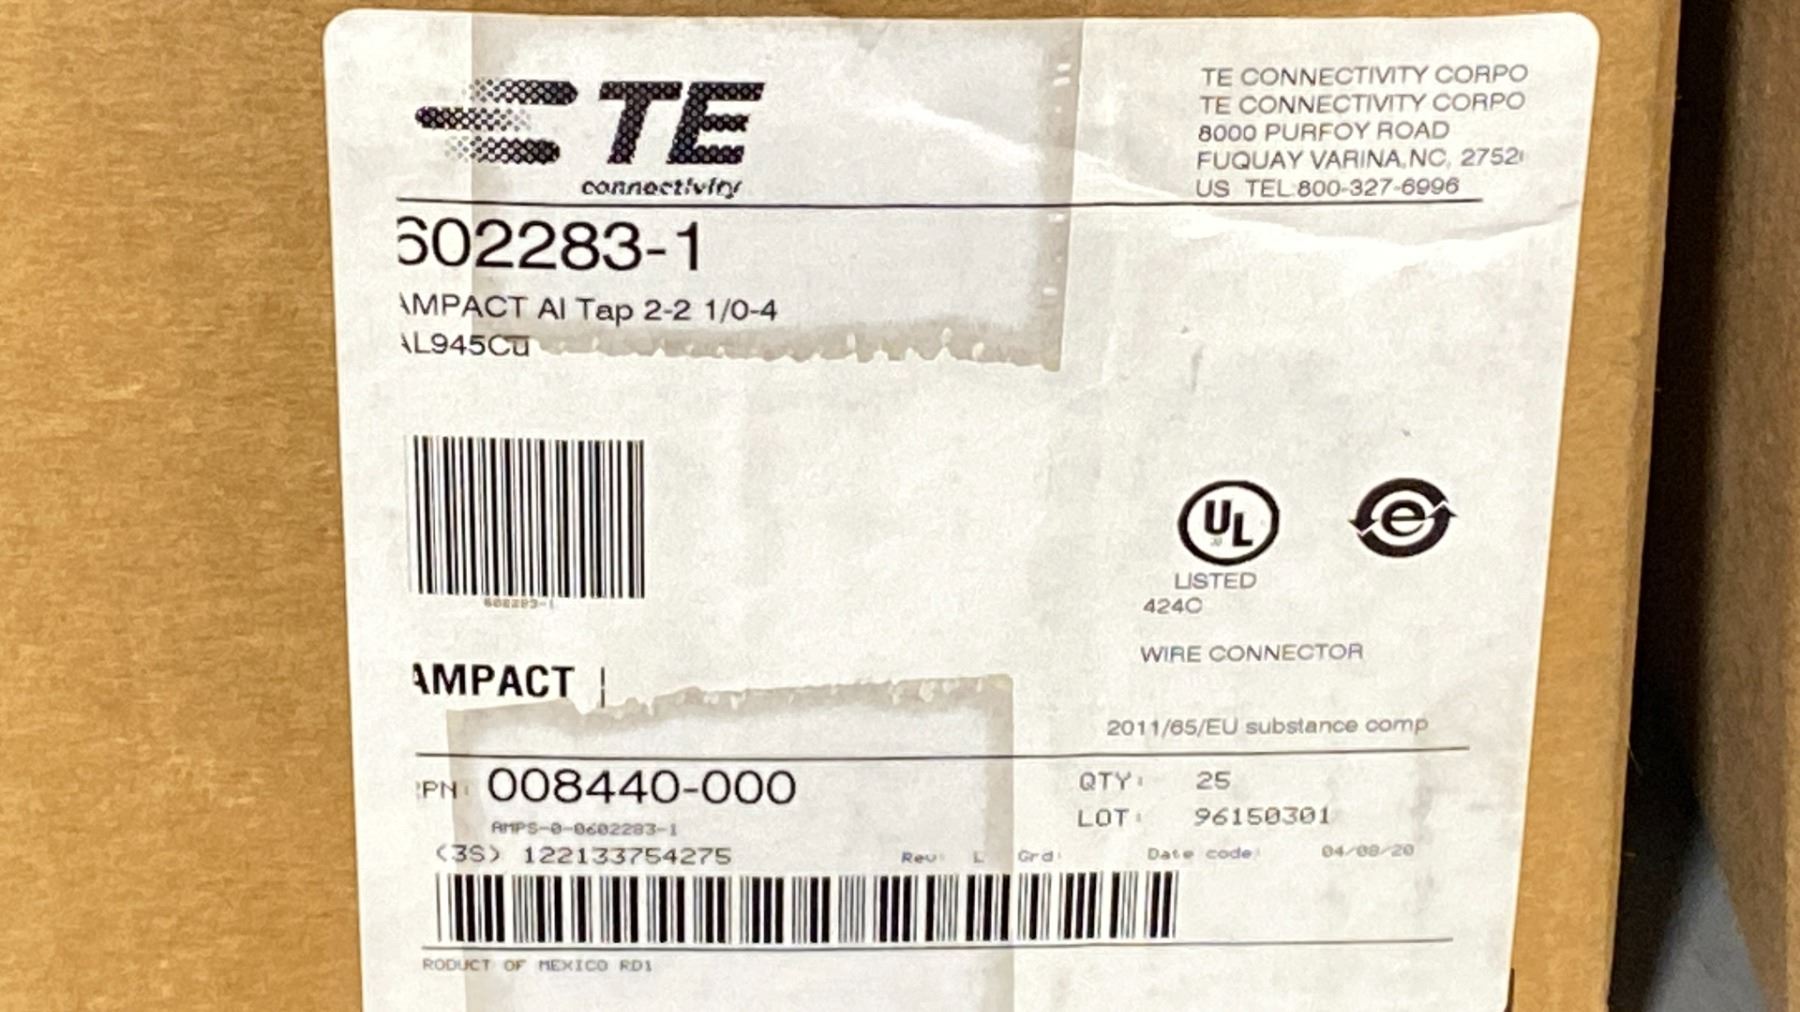 TE
connectivity
TE CONNECTIVITY CORPO
TE CONNECTIVITY CORPO
8000 PURFOY ROAD
FUQUAY VARINA, NC, 2752
US TEL:800-327-6996
602283-1
AMPACT Al Tap 2-2 1/0-4
AL945Cu
602283-1
UL
LISTED
424C
e
WIRE CONNECTOR
AMPACT |
2011/65/EU substance comp
PN: 008440-000
QTY: 25
AMPS-0-0602283-1
LOT: 96150301
(3S) 122133754275
Rev: L Grd: Date code: 04/08/20
RODUCT OF MEXICO RD1